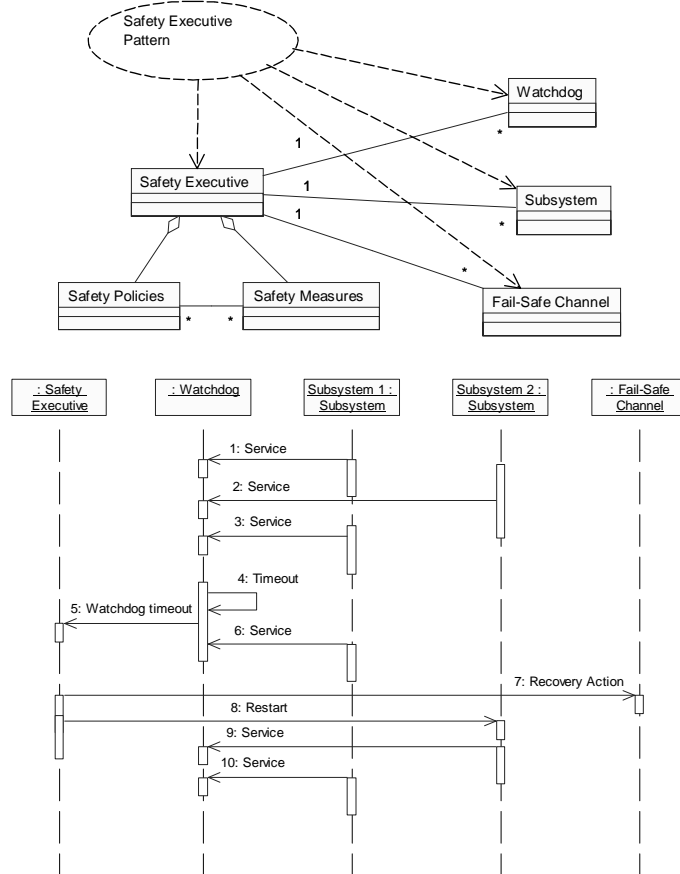 Safety Executive
Pattern
Watchdog
1
*
Safety Executive
1
Subsystem
1
*
*
Safety Policies
Safety Measures
Fail-Safe Channel
*
*
: Safety
Executive
: Watchdog
Subsystem 1 :
Subsystem
Subsystem 2 :
Subsystem
: Fail-Safe
Channel
1: Service
2: Service
3: Service
4: Timeout
5: Watchdog timeout
6: Service
7: Recovery Action
8: Restart
9: Service
10: Service